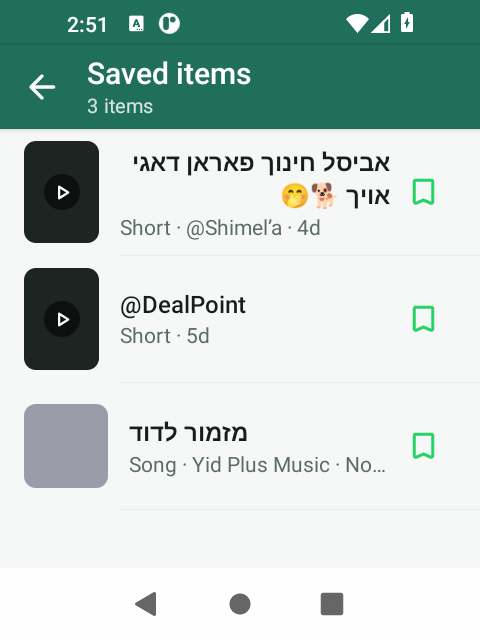 2:51
Saved items
3 items
אביסל חינוך פאראן דאגי
אויך 🐕🤭
Short · @Shimel’a · 4d
@DealPoint
Short · 5d
מזמור לדוד
Song · Yid Plus Music · No…